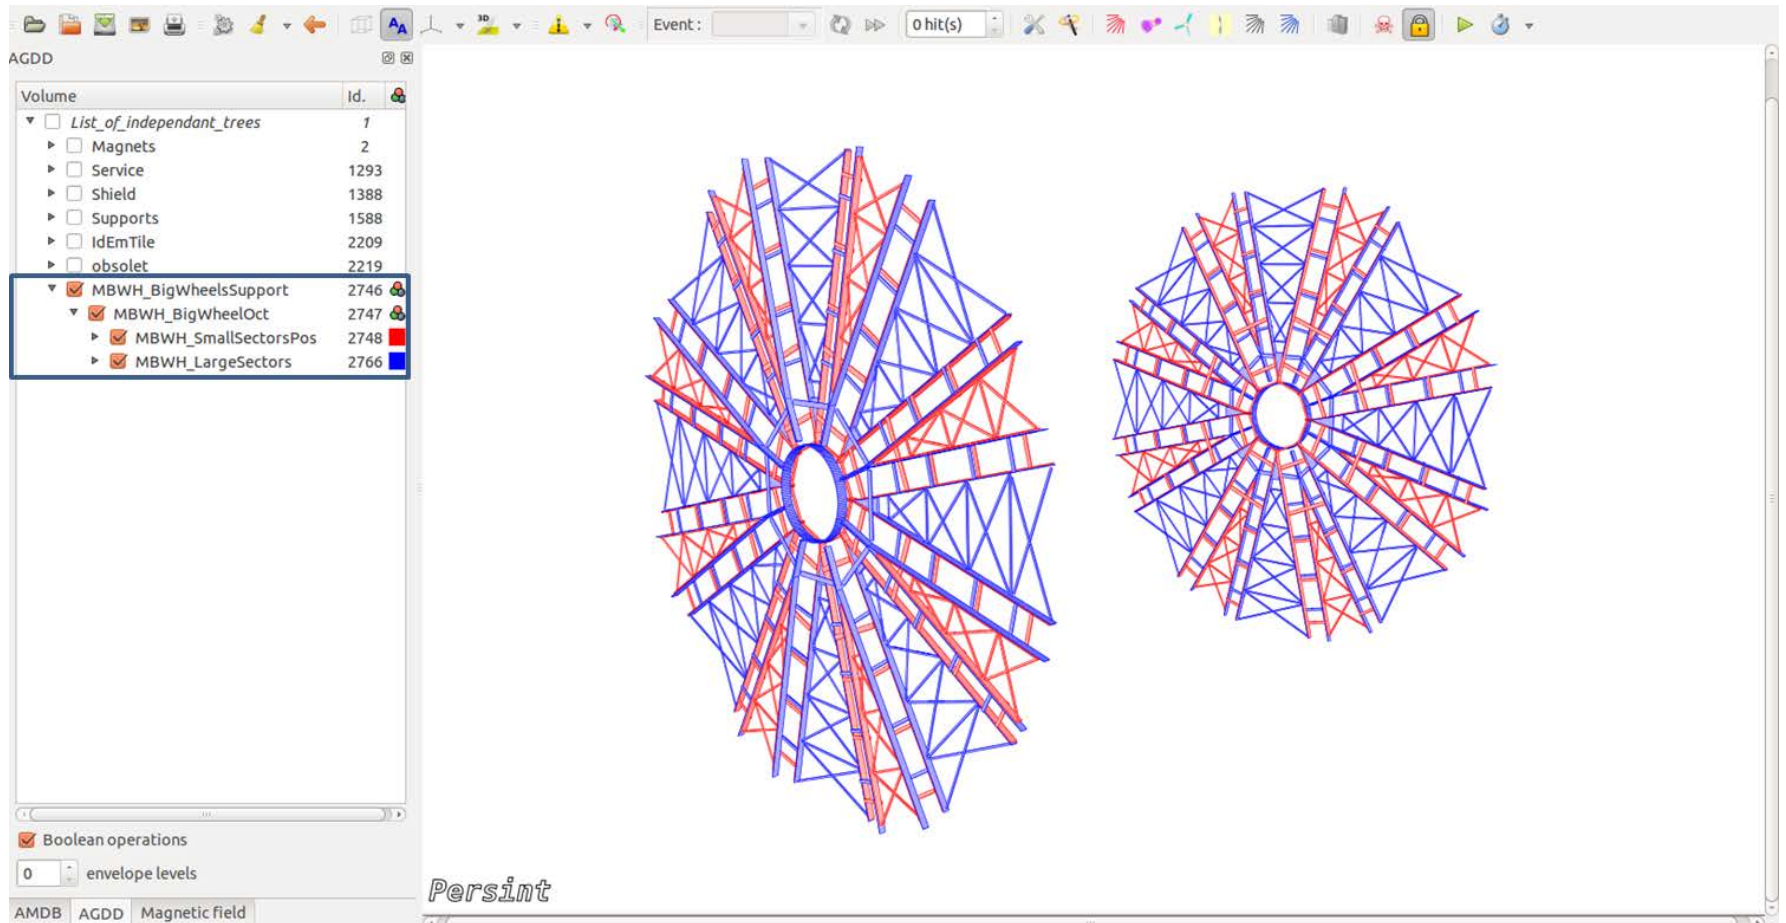 3D
AA
Event :
0 hit(s)
AGDD
Volume Id.
List_of_independant_trees 1
Magnets 2
Service 1293
Shield 1388
Supports 1588
IdEmTile 2209
obsolet 2219
MBWH_BigWheelsSupport 2746
MBWH_BigWheelOct 2747
MBWH_SmallSectorsPos 2748
MBWH_LargeSectors 2766
Boolean operations
0 envelope levels
Persint
AMDB AGDD Magnetic field